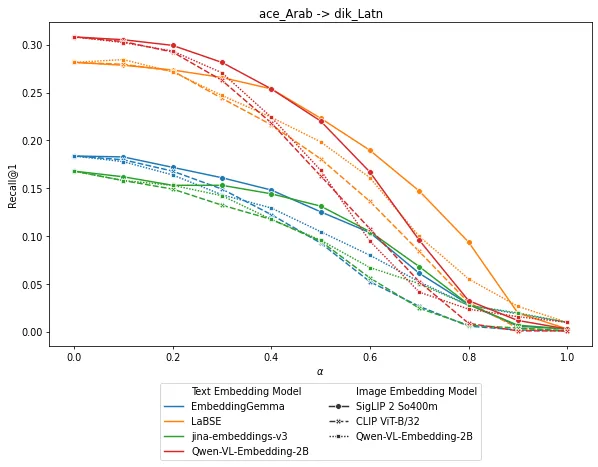 ace_Arab -> dik_Latn
0.30
0.25
0.20
0.15
0.10
0.05
0.00
Recall@1
0.0 0.2 0.4 0.6 0.8 1.0
α
Text Embedding Model Image Embedding Model
EmbeddingGemma SigLIP 2 So400m
LaBSE CLIP ViT-B/32
jina-embeddings-v3 Qwen-VL-Embedding-2B
Qwen-VL-Embedding-2B